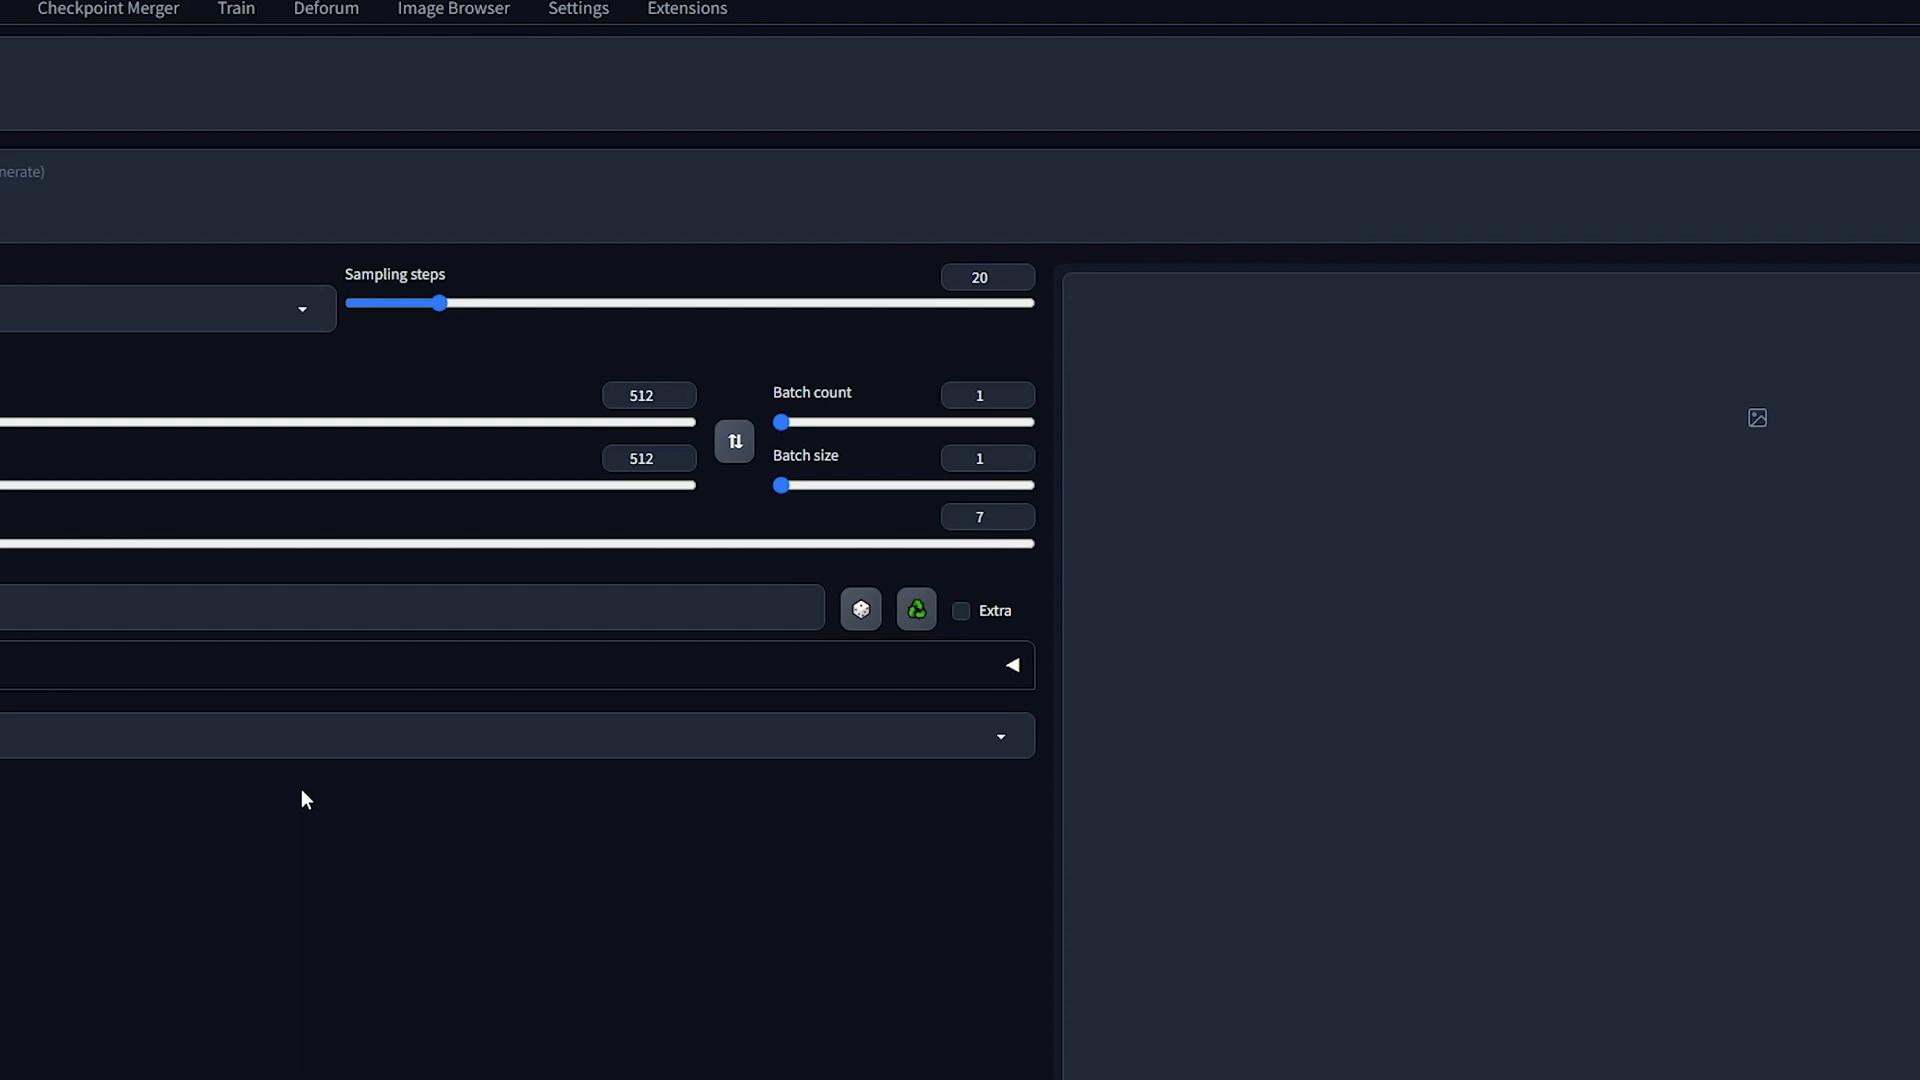 Checkpoint Merger Train Deforum Image Browser Settings Extensions
nerate)
Sampling steps 20
512 Batch count 1
512 Batch size 1
7
Extra